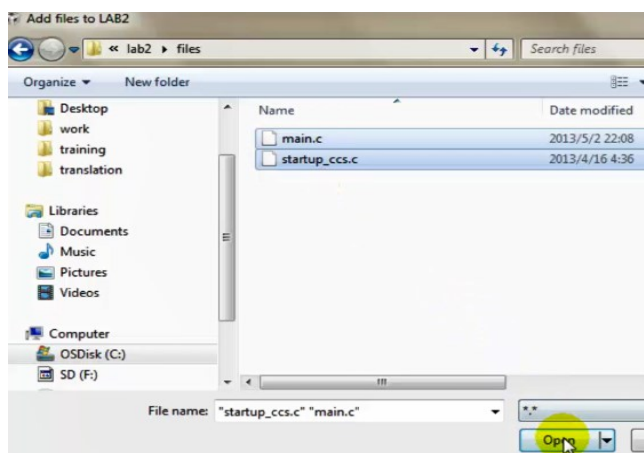 Add files to LAB2
« lab2 ▸ files
Search files
Organize ▾ New folder
Desktop
work
training
translation
Libraries
Documents
Music
Pictures
Videos
Computer
OSDisk (C:)
SD (F:)
Name Date modified
main.c 2013/5/2 22:08
startup_ccs.c 2013/4/16 4:36
File name: "startup_ccs.c" "main.c"
*.*
Open